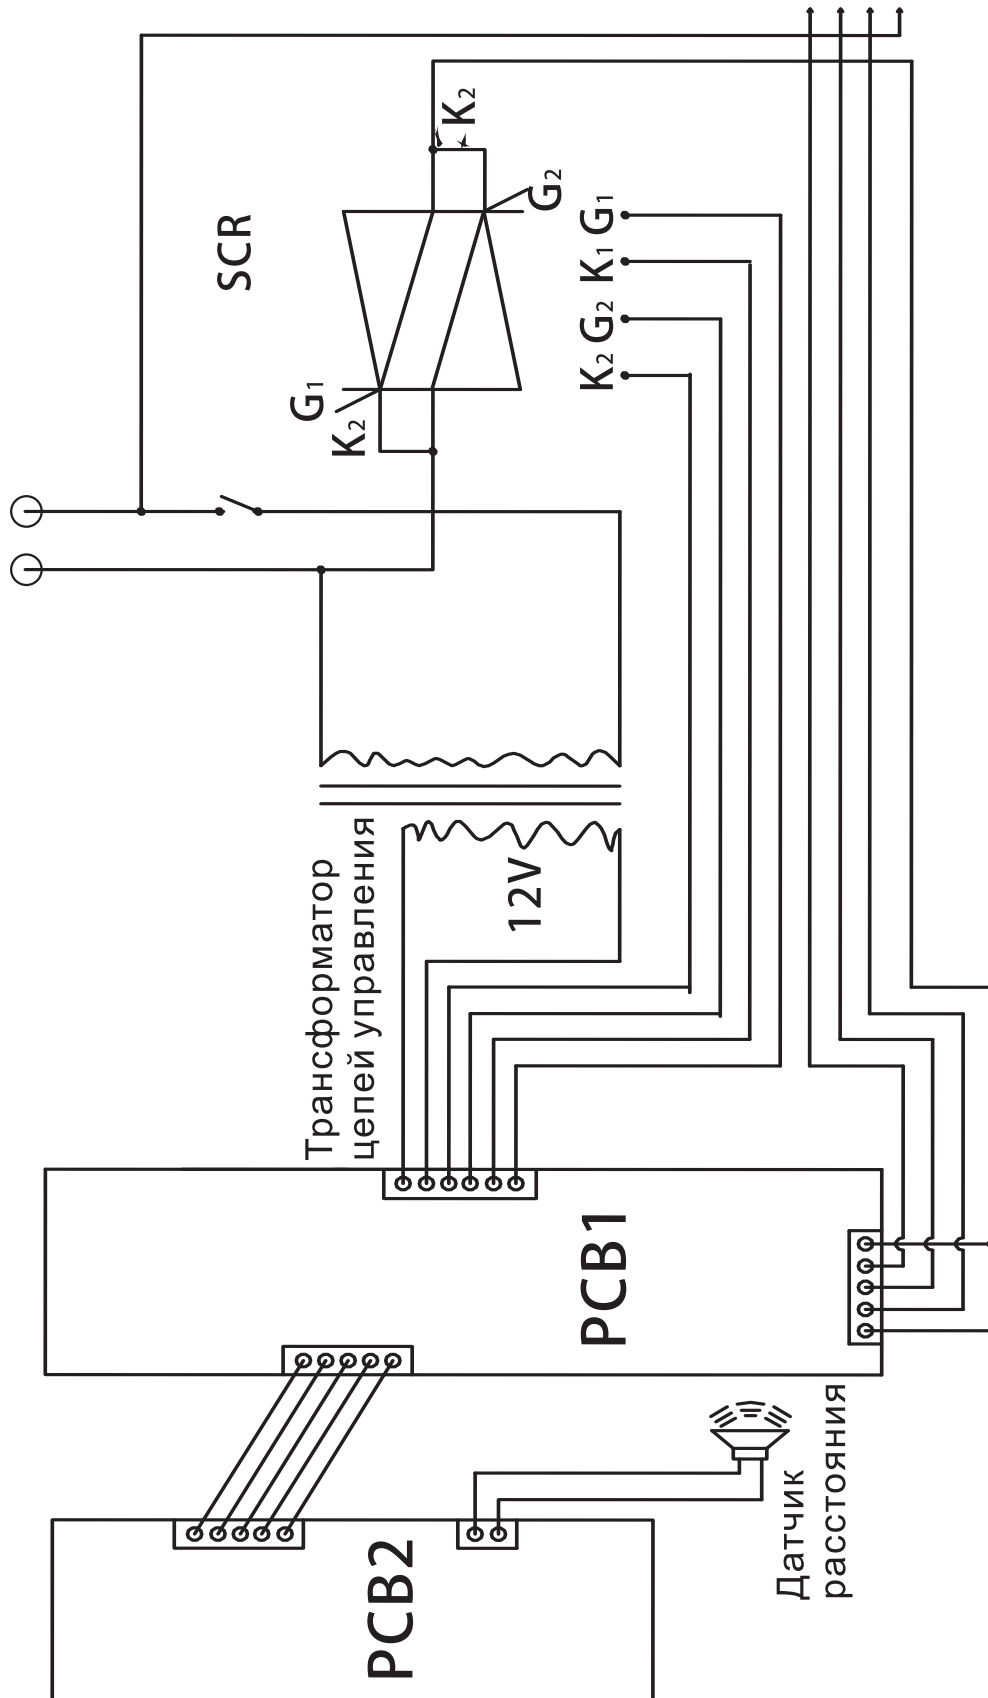 SCR
K2
G2
G1
K2
G1
K1
G2
K2
12V
Трансформатор
цепей управления
PCB1
PCB2
Датчик
расстояния